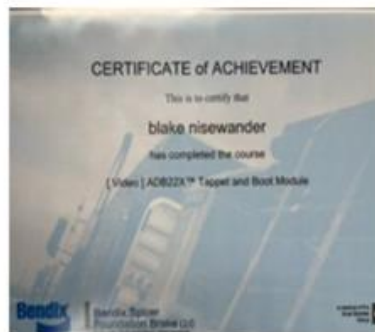 CERTIFICATE of ACHIEVEMENT
This is to certify that
blake nisewander
has completed the course
[ Video ] ADB22X™ Tappet and Boot Module
Bendix
Bendix Spicer
Foundation Brake LLC